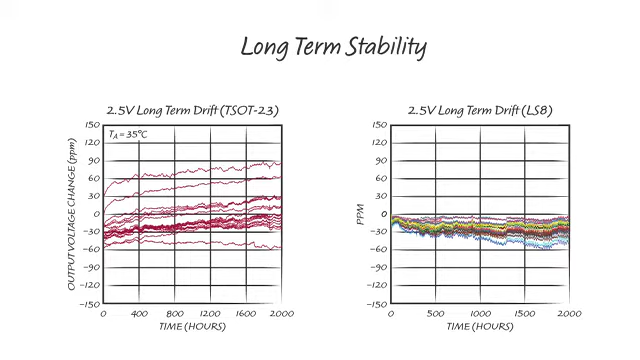 Long Term Stability
2.5V Long Term Drift (TSOT-23)
OUTPUT VOLTAGE CHANGE (ppm)
150
120
90
60
30
0
-30
-60
-90
-120
-150
TA = 35°C
0 400 800 1200 1600 2000
TIME (HOURS)
2.5V Long Term Drift (LS8)
PPM
150
120
90
60
30
0
-30
-60
-90
-120
-150
0 500 1000 1500 2000
TIME (HOURS)